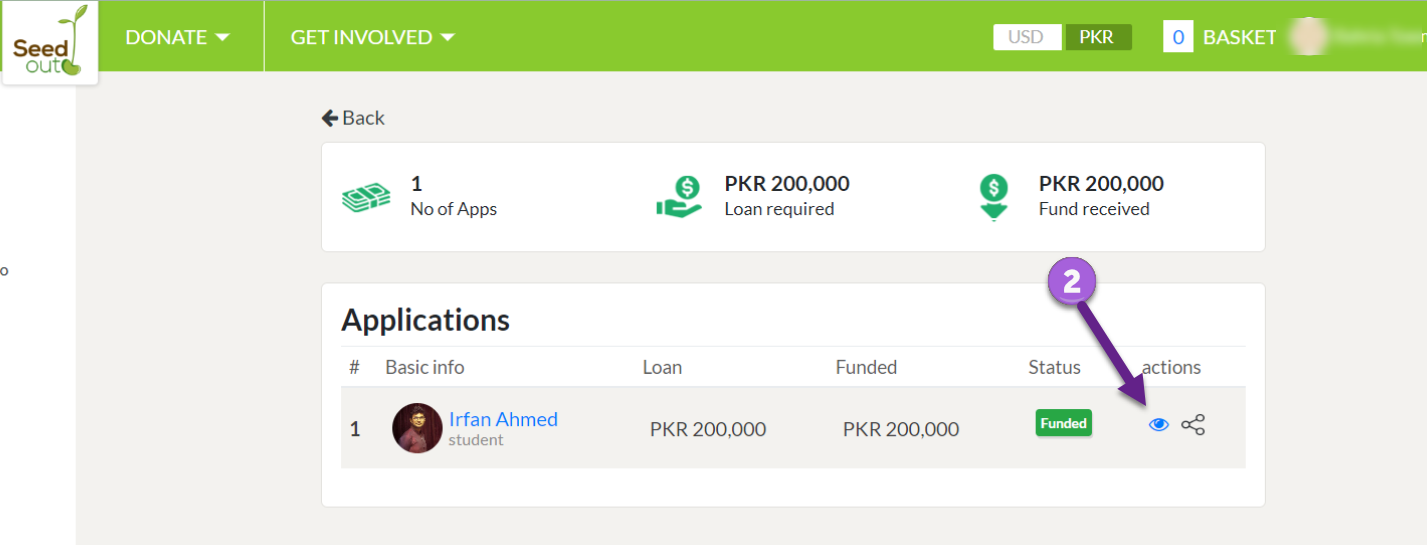 Seed
out
DONATE
GET INVOLVED
USD
PKR
0
BASKET
Back
1
No of Apps
PKR 200,000
Loan required
PKR 200,000
Fund received
o
2
Applications
# Basic info Loan Funded Status actions
1 Irfan Ahmed PKR 200,000 PKR 200,000 Funded
student